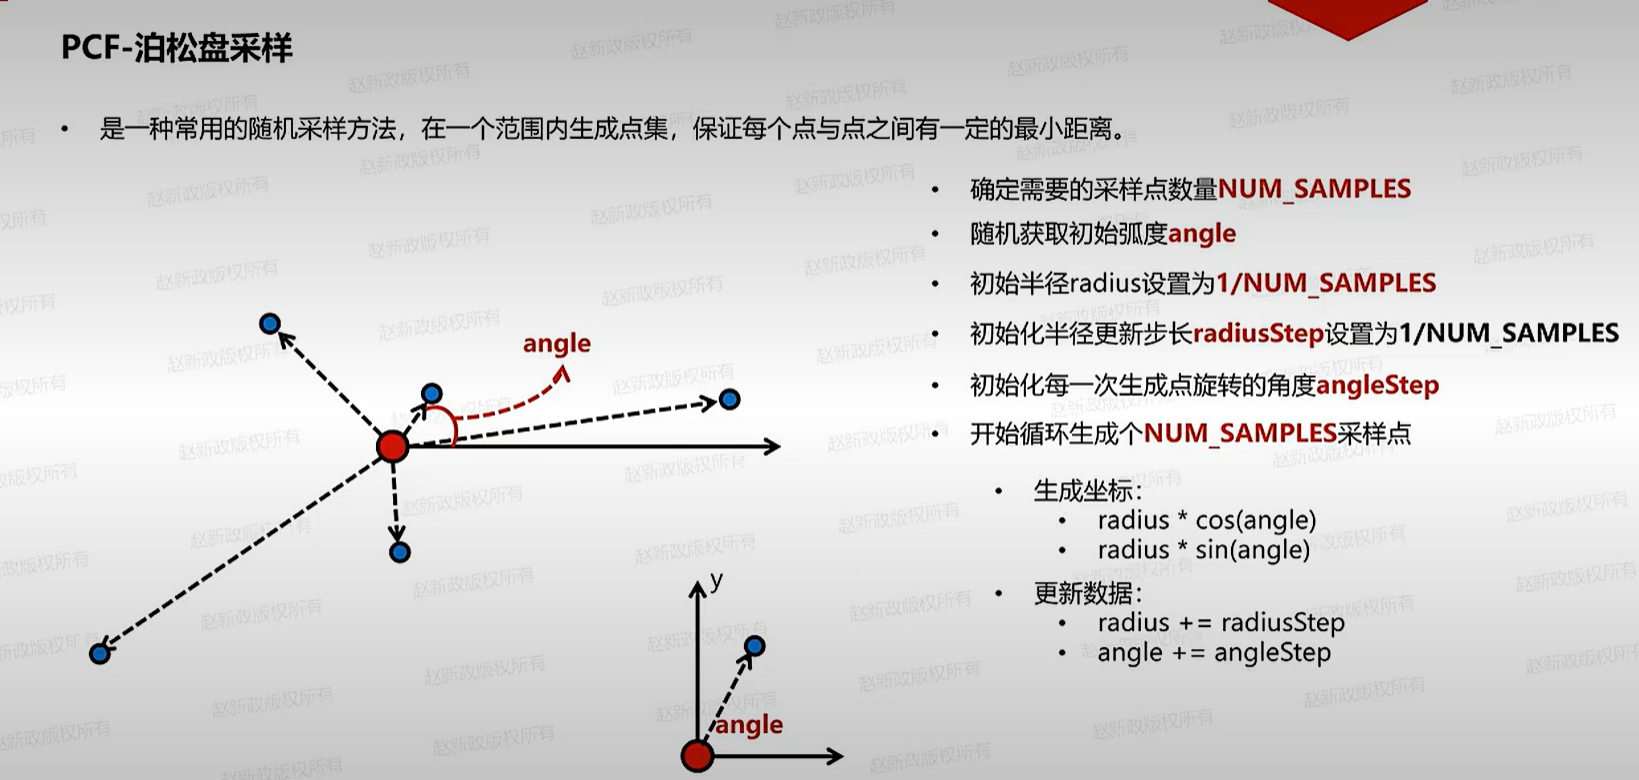 PCF-泊松盘采样
• 是一种常用的随机采样方法，在一个范围内生成点集，保证每个点与点之间有一定的最小距离。
• 确定需要的采样点数量NUM_SAMPLES
• 随机获取初始弧度angle
• 初始半径radius设置为1/NUM_SAMPLES
• 初始化半径更新步长radiusStep设置为1/NUM_SAMPLES
• 初始化每一次生成点旋转的角度angleStep
• 开始循环生成个NUM_SAMPLES采样点
• 生成坐标：
• radius * cos(angle)
• radius * sin(angle)
• 更新数据：
• radius += radiusStep
• angle += angleStep
angle
y
angle
赵新政版权所有